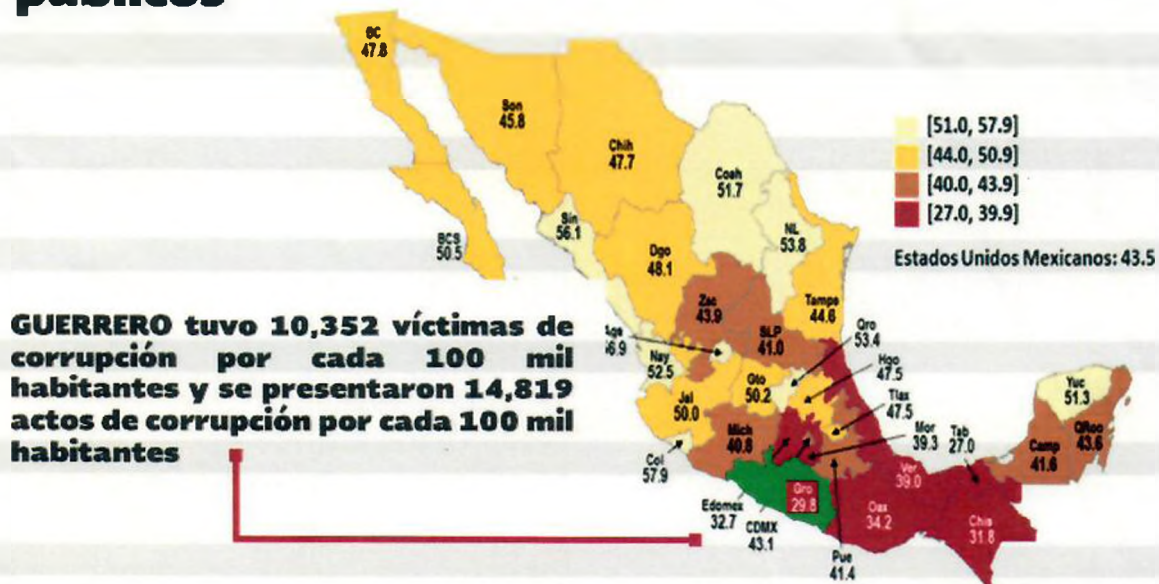 públicos
BC
47.8
Son
45.8
Chih
47.7
Coah
51.7
Sin
56.1
NL
53.8
BCS
50.5
Dgo
48.1
Zac
43.9
Tamps
44.6
SLP
41.0
[51.0, 57.9]
[44.0, 50.9]
[40.0, 43.9]
[27.0, 39.9]
Estados Unidos Mexicanos: 43.5
GUERRERO tuvo 10,352 víctimas de
corrupción por cada 100 mil
habitantes y se presentaron 14,819
actos de corrupción por cada 100 mil
habitantes
Nay
52.5
Qro
53.4
Hgo
47.5
Gto
50.2
Tlax
47.5
Jal
50.0
Mor
39.3
Tab
27.0
Yuc
51.3
QRoo
43.6
Camp
41.6
Mich
40.8
Col
57.9
Ver
39.0
Gro
29.8
Edomex
32.7
CDMX
43.1
Oax
34.2
Chis
31.8
Pue
41.4